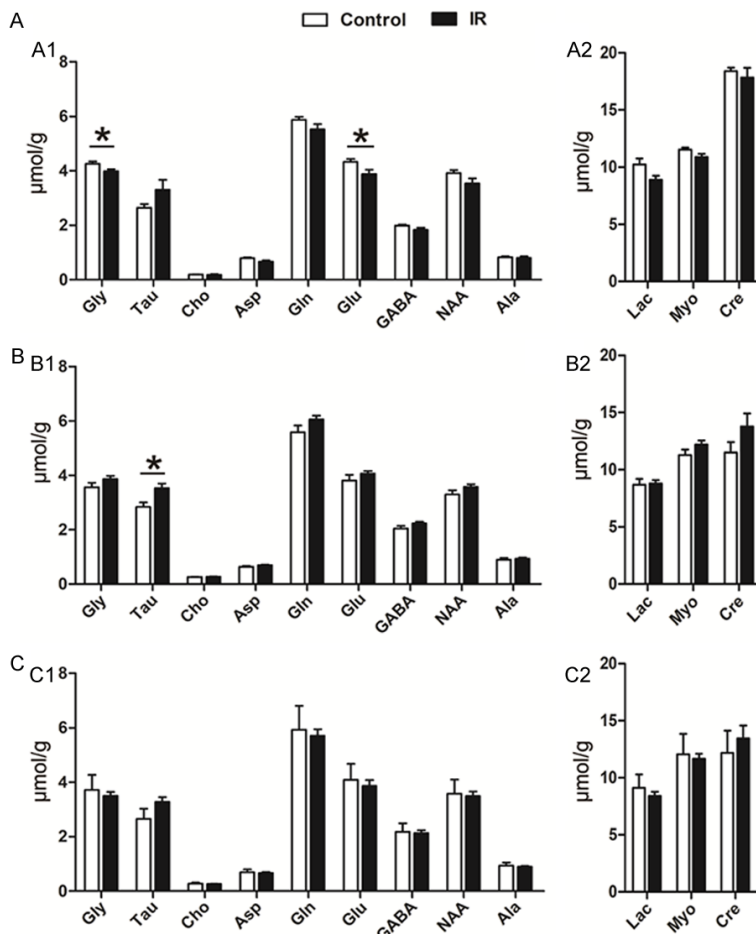 A
Control IR
A1
A2
μmol/g
8
6
4
2
0
* *
Gly Tau Cho Asp Gln Glu GABA NAA Ala
μmol/g
20
15
10
5
0
Lac Myo Cre
B
B1
B2
μmol/g
8
6
4
2
0
*
Gly Tau Cho Asp Gln Glu GABA NAA Ala
μmol/g
20
15
10
5
0
Lac Myo Cre
C
C1
C2
μmol/g
8
6
4
2
0
Gly Tau Cho Asp Gln Glu GABA NAA Ala
μmol/g
20
15
10
5
0
Lac Myo Cre